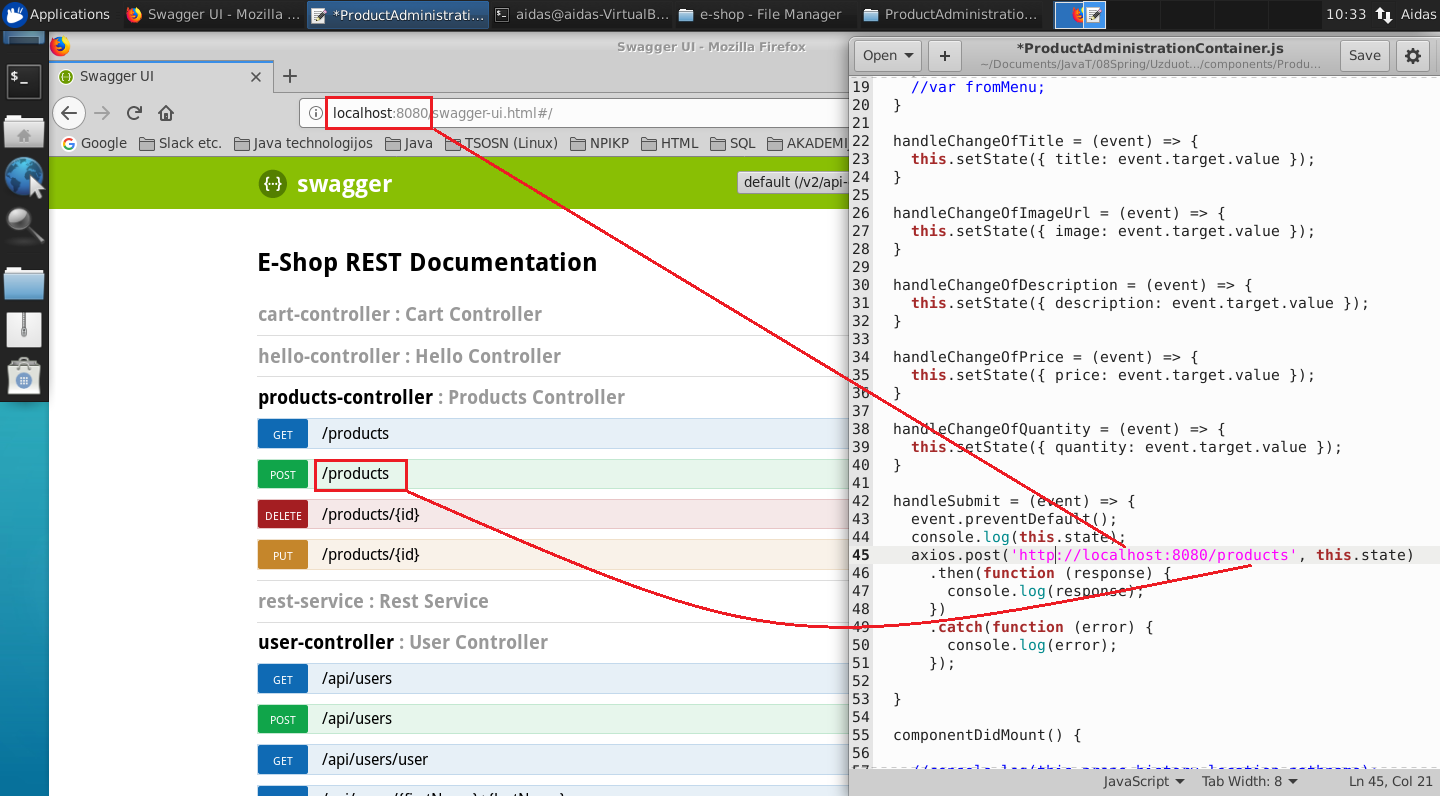 Applications
Swagger UI - Mozilla ...
*ProductAdministrati...
aidas@aidas-VirtualB...
e-shop - File Manager
ProductAdministratio...
10:33
Aidas
Swagger UI - Mozilla Firefox
Swagger UI
localhost:8080/swagger-ui.html#/
Google
Slack etc.
Java technologijos
Java
TSOSN (Linux)
NPIKP
HTML
SQL
AKADEMIJ
{··} swagger
default (/v2/api-
E-Shop REST Documentation
cart-controller : Cart Controller
hello-controller : Hello Controller
products-controller : Products Controller
GET /products
POST /products
DELETE /products/{id}
PUT /products/{id}
rest-service : Rest Service
user-controller : User Controller
GET /api/users
POST /api/users
GET /api/users/user
Open
+
*ProductAdministrationContainer.js
~/Documents/JavaT/08Spring/Uzduot.../components/Produ...
Save
19 //var fromMenu;
20 }
21
22 handleChangeOfTitle = (event) => {
23 this.setState({ title: event.target.value });
24 }
25
26 handleChangeOfImageUrl = (event) => {
27 this.setState({ image: event.target.value });
28 }
29
30 handleChangeOfDescription = (event) => {
31 this.setState({ description: event.target.value });
32 }
33
34 handleChangeOfPrice = (event) => {
35 this.setState({ price: event.target.value });
36 }
37
38 handleChangeOfQuantity = (event) => {
39 this.setState({ quantity: event.target.value });
40 }
41
42 handleSubmit = (event) => {
43 event.preventDefault();
44 console.log(this.state);
45 axios.post('http://localhost:8080/products', this.state)
46 .then(function (response) {
47 console.log(response);
48 })
49 .catch(function (error) {
50 console.log(error);
51 });
52
53 }
54
55 componentDidMount() {
56
JavaScript
Tab Width: 8
Ln 45, Col 21